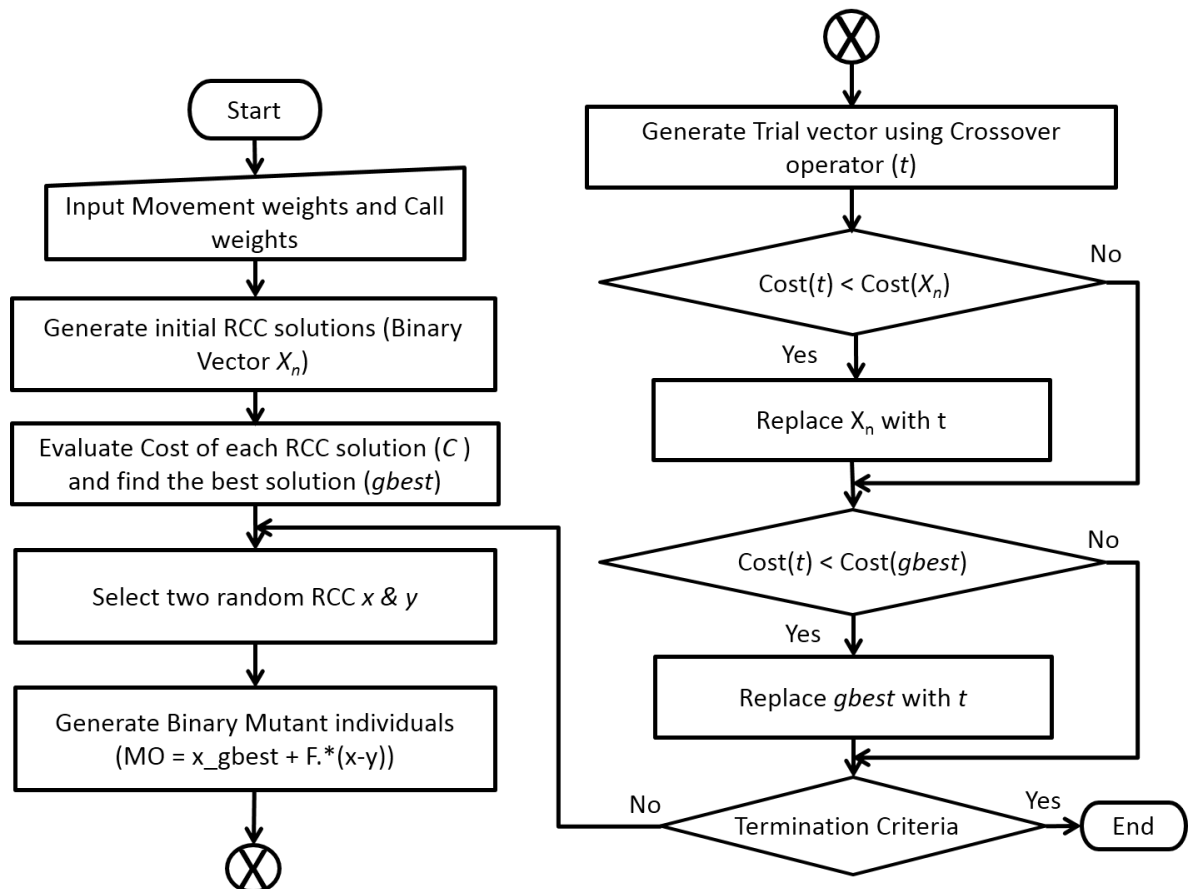 Start
Input Movement weights and Call
weights
Generate initial RCC solutions (Binary
Vector Xn)
Evaluate Cost of each RCC solution (C )
and find the best solution (gbest)
Select two random RCC x & y
Generate Binary Mutant individuals
(MO = x_gbest + F.*(x-y))
X
X
Generate Trial vector using Crossover
operator (t)
Cost(t) < Cost(Xn)
No
Yes
Replace Xn with t
Cost(t) < Cost(gbest)
No
Yes
Replace gbest with t
Termination Criteria
No
Yes
End